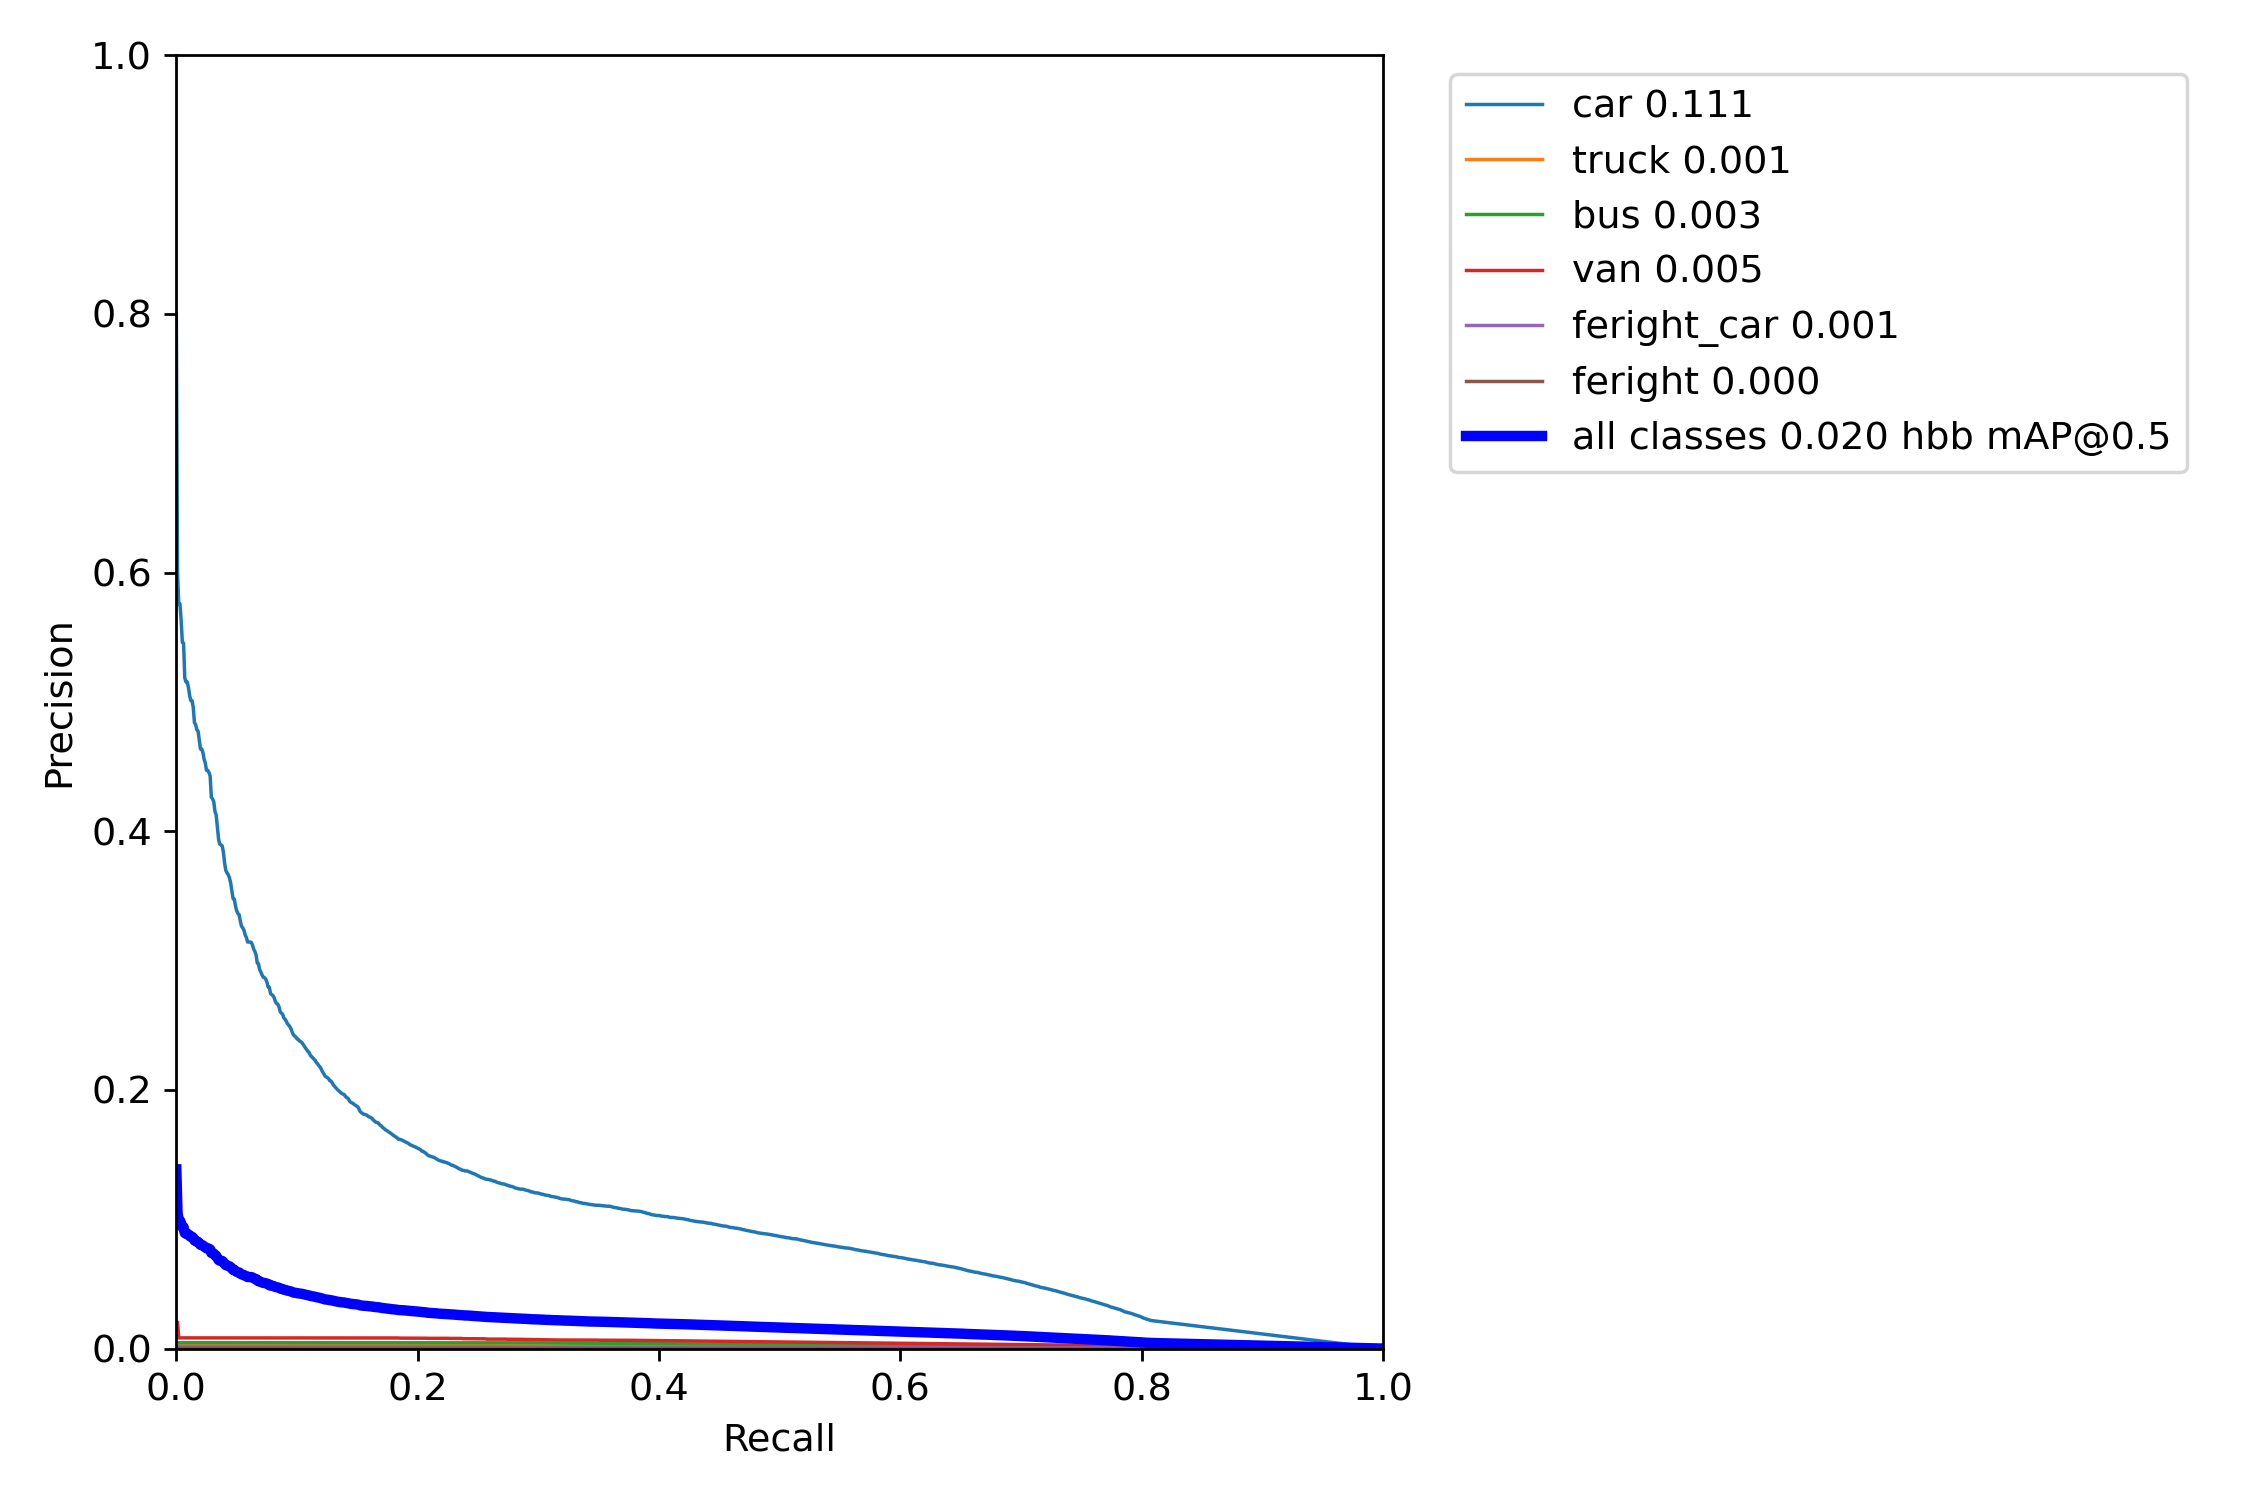 1.0
0.8
0.6
0.4
0.2
0.0
Precision
0.0 0.2 0.4 0.6 0.8 1.0
Recall
car 0.111
truck 0.001
bus 0.003
van 0.005
feright_car 0.001
feright 0.000
all classes 0.020 hbb mAP@0.5